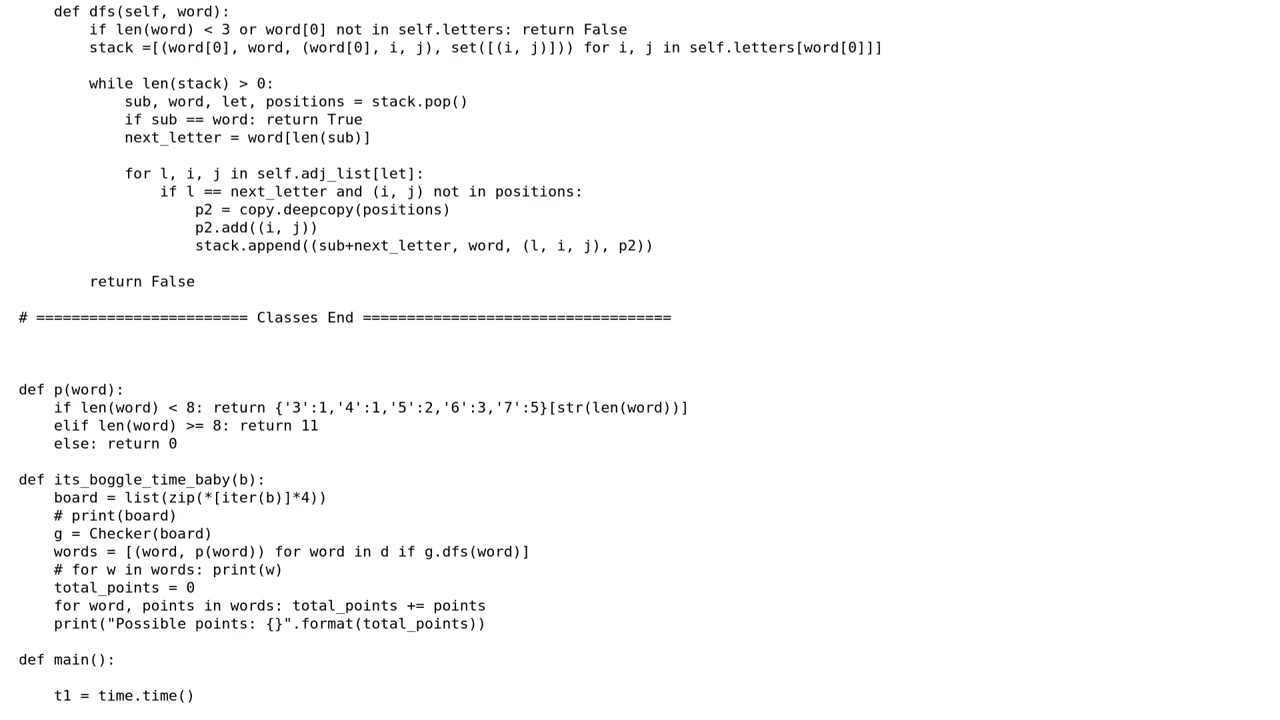 def dfs(self, word):
if len(word) < 3 or word[0] not in self.letters: return False
stack =[(word[0], word, (word[0], i, j), set([(i, j)])) for i, j in self.letters[word[0]]]
while len(stack) > 0:
sub, word, let, positions = stack.pop()
if sub == word: return True
next_letter = word[len(sub)]
for l, i, j in self.adj_list[let]:
if l == next_letter and (i, j) not in positions:
p2 = copy.deepcopy(positions)
p2.add((i, j))
stack.append((sub+next_letter, word, (l, i, j), p2))
return False
# ======================== Classes End ===================================
def p(word):
if len(word) < 8: return {'3':1,'4':1,'5':2,'6':3,'7':5}[str(len(word))]
elif len(word) >= 8: return 11
else: return 0
def its_boggle_time_baby(b):
board = list(zip(*[iter(b)]*4))
# print(board)
g = Checker(board)
words = [(word, p(word)) for word in d if g.dfs(word)]
# for w in words: print(w)
total_points = 0
for word, points in words: total_points += points
print("Possible points: {}".format(total_points))
def main():
t1 = time.time()